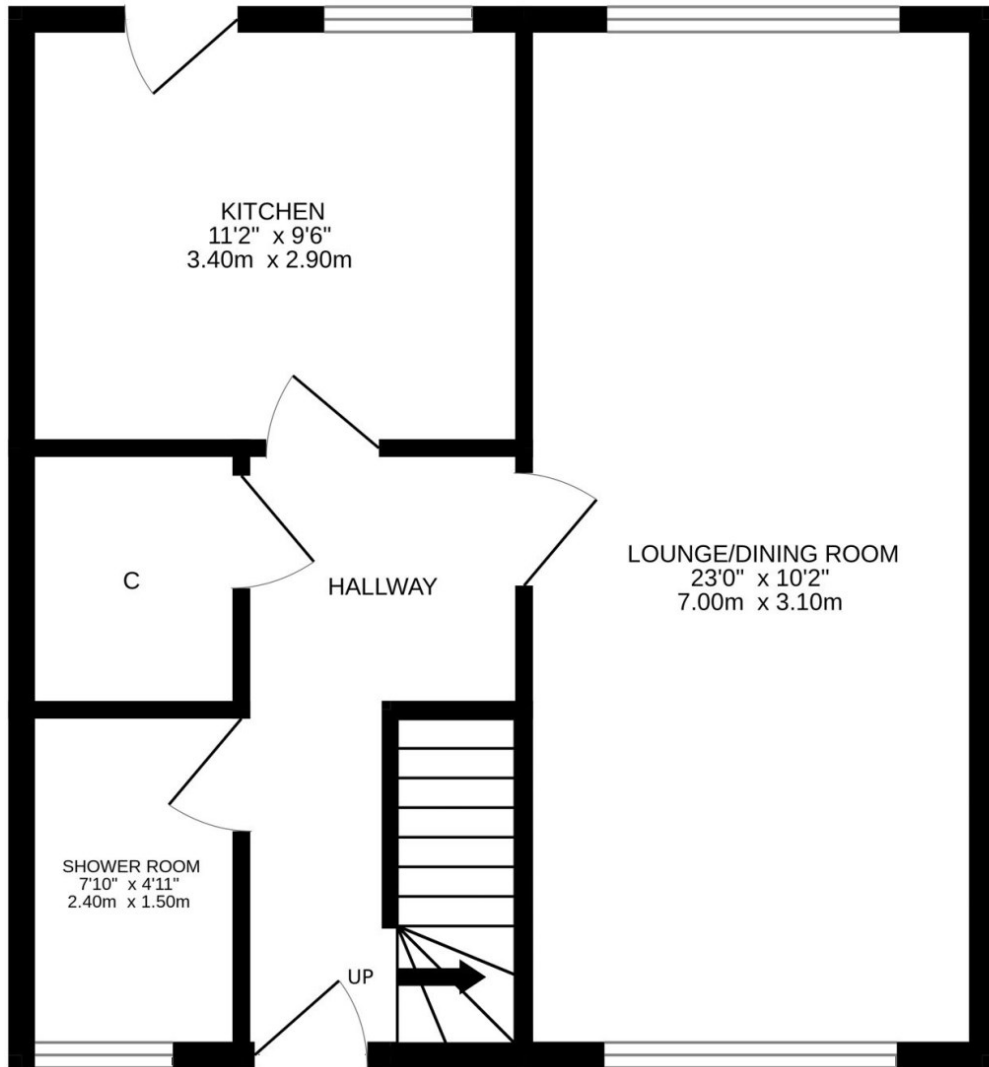 KITCHEN
11'2" x 9'6"
3.40m x 2.90m
LOUNGE/DINING ROOM
23'0" x 10'2"
7.00m x 3.10m
C
HALLWAY
SHOWER ROOM
7'10" x 4'11"
2.40m x 1.50m
UP